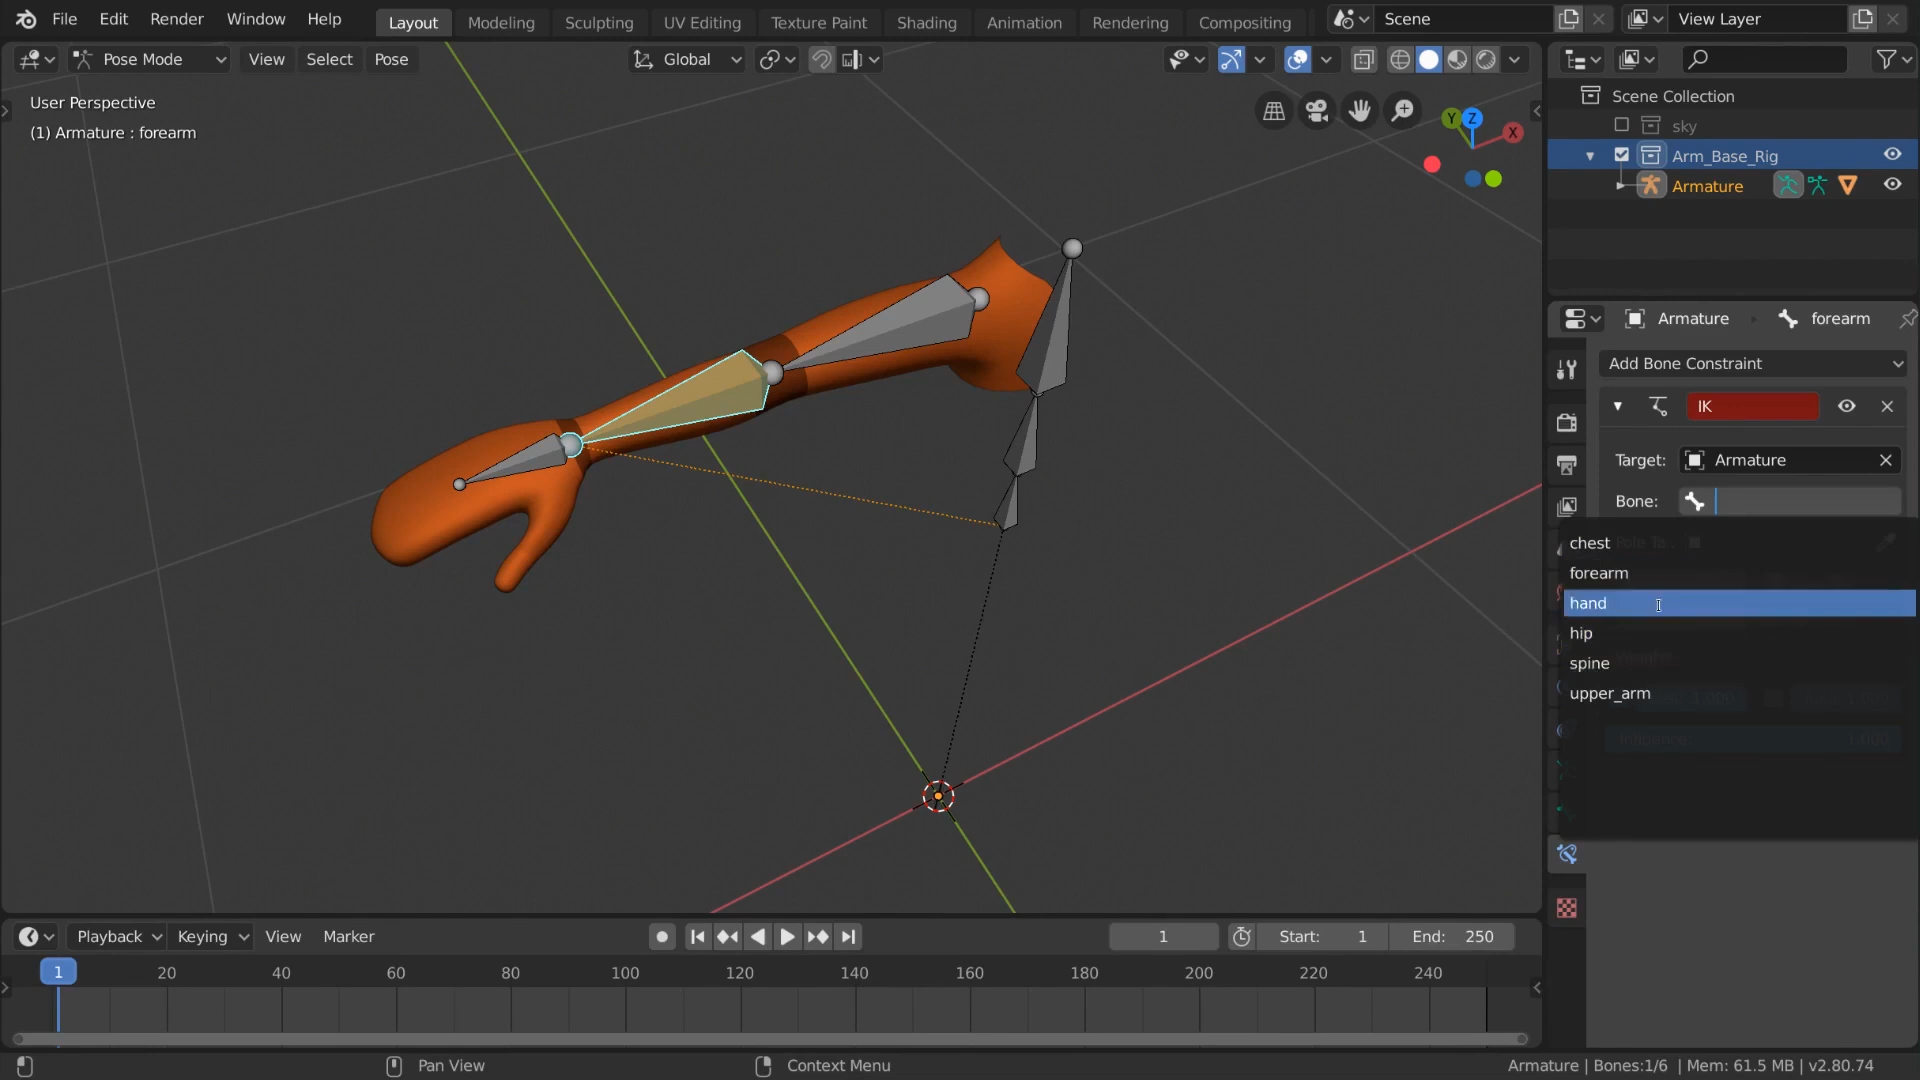 File Edit Render Window Help Layout Modeling Sculpting UV Editing Texture Paint Shading Animation Rendering Compositing Scene View Layer
Pose Mode View Select Pose Global
User Perspective
(1) Armature : forearm
Y Z X
Scene Collection
sky
Arm_Base_Rig
Armature
Armature forearm
Add Bone Constraint
IK
Target: Armature
Bone:
chest
forearm
hand
hip
spine
upper_arm
Influence 1.000
Playback Keying View Marker 1 Start: 1 End: 250
1 20 40 60 80 100 120 140 160 180 200 220 240
Pan View Context Menu Armature | Bones:1/6 | Mem: 61.5 MB | v2.80.74